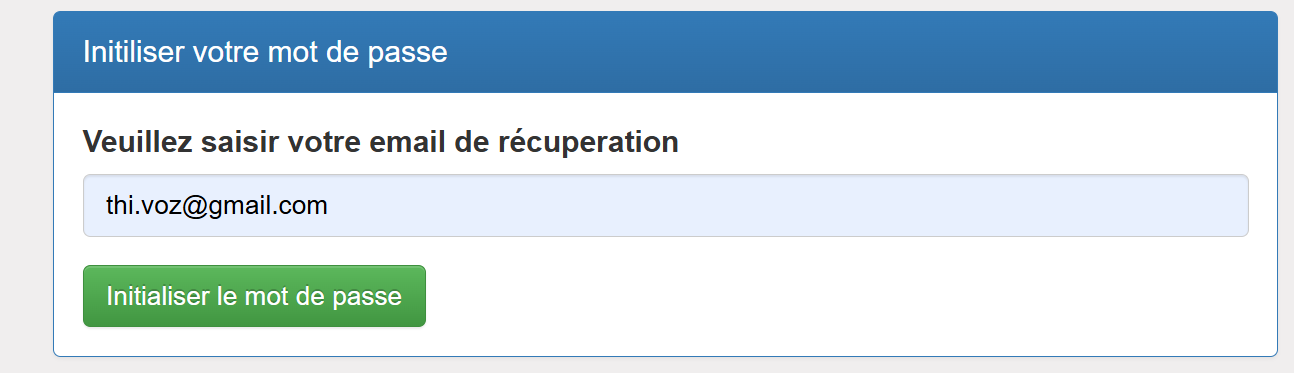 Initiliser votre mot de passe
Veuillez saisir votre email de récuperation
thi.voz@gmail.com
Initialiser le mot de passe